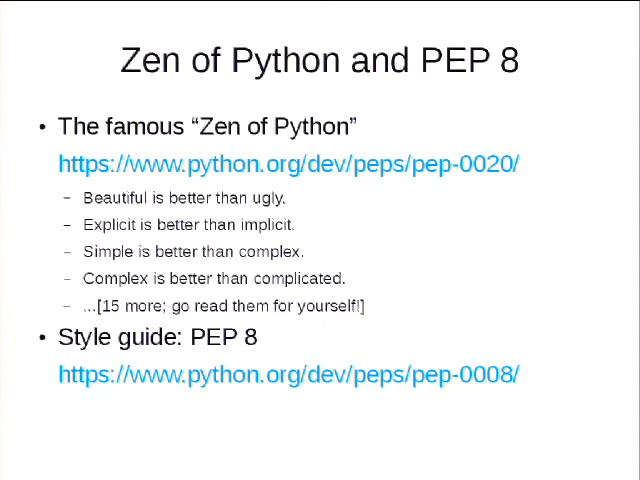 Zen of Python and PEP 8
• The famous “Zen of Python”
https://www.python.org/dev/peps/pep-0020/
– Beautiful is better than ugly.
– Explicit is better than implicit.
– Simple is better than complex.
– Complex is better than complicated.
– ...[15 more; go read them for yourself!]
• Style guide: PEP 8
https://www.python.org/dev/peps/pep-0008/